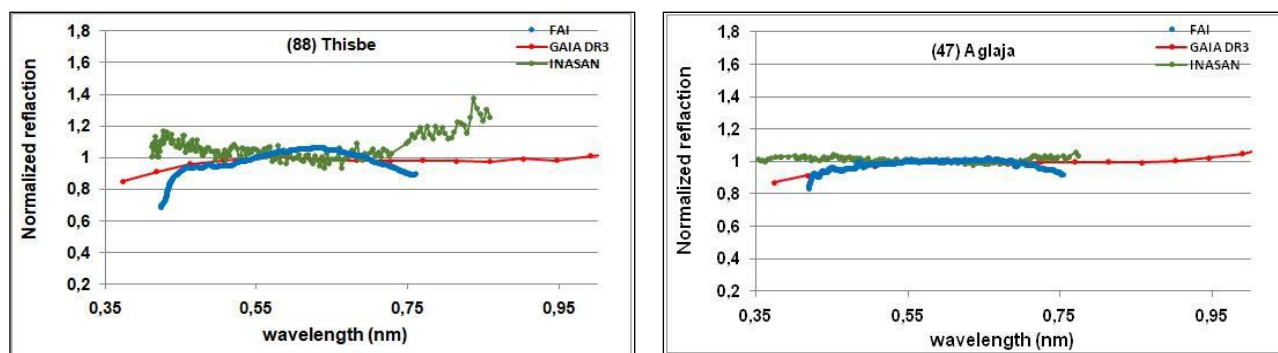 1,8
1,6
1,4
1,2
1
0,8
0,6
0,4
0,2
Normalized reflaction
(88) Thisbe
FAI
GAIA DR3
INASAN
0,35
0,55
0,75
0,95
wavelength (nm)
1,8
1,6
1,4
1,2
1
0,8
0,6
0,4
0,2
Normalized reflaction
(47) Aglaja
FAI
GAIA DR3
INASAN
0,35
0,55
0,75
0,95
wavelength (nm)